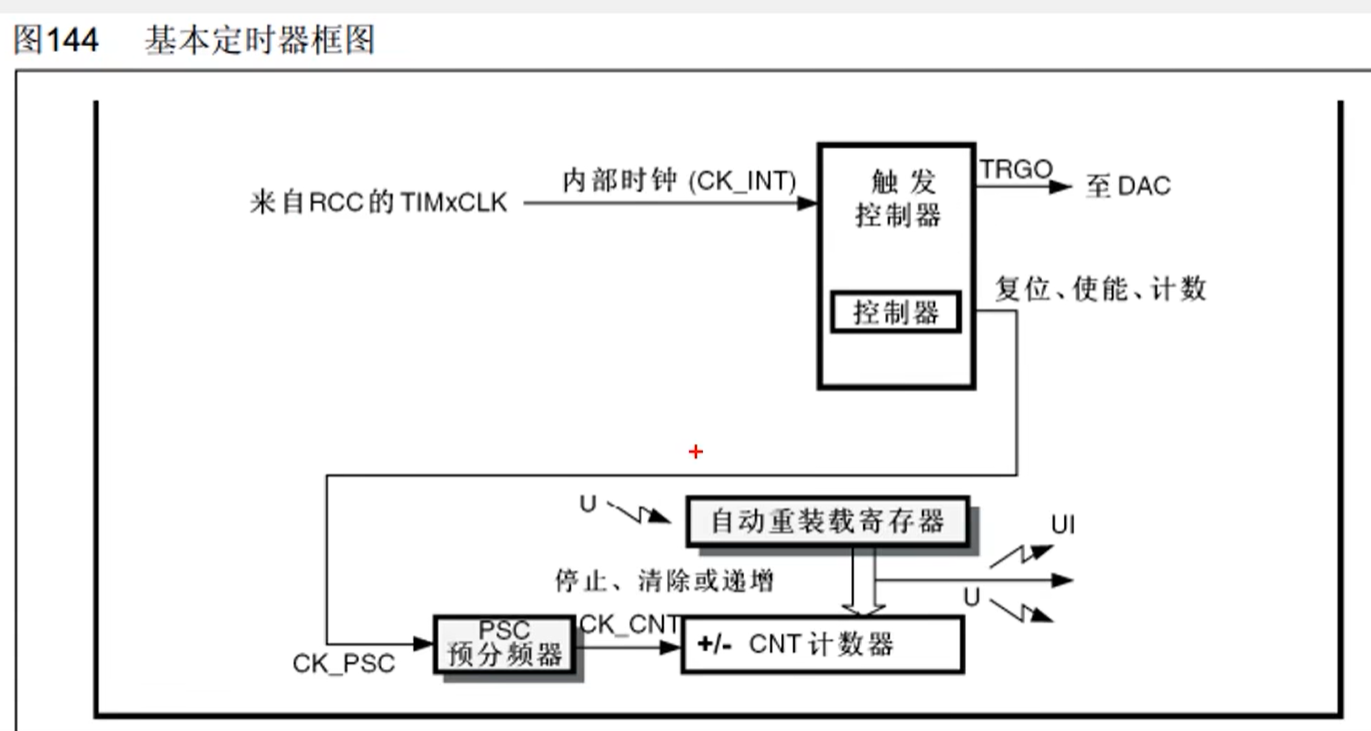 图144 基本定时器框图
触发
控制器
TRGO
至DAC
内部时钟 (CK_INT)
来自RCC的TIMxCLK
复位、使能、计数
控制器
U
自动重装载寄存器
UI
停止、清除或递增
U
CK_CNT
PSC
预分频器
+/- CNT计数器
CK_PSC